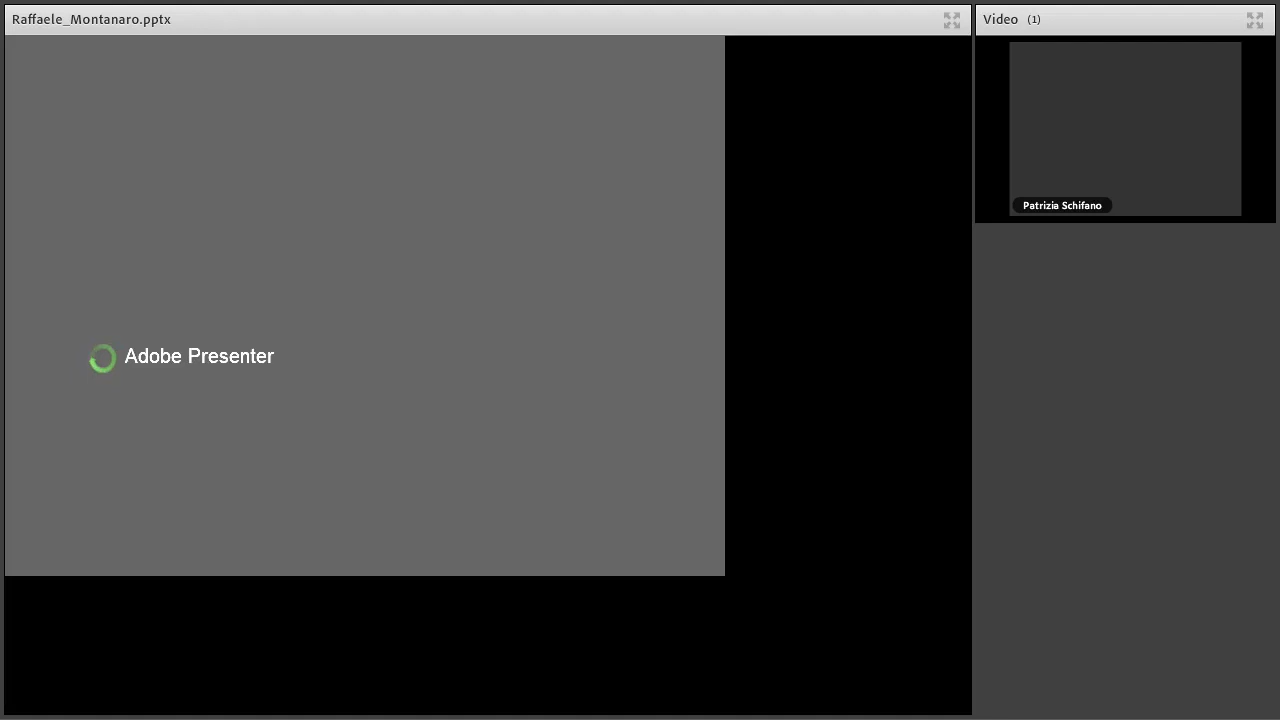 Raffaele_Montanaro.pptx
Video (1)
Patrizia Schifano
Adobe Presenter